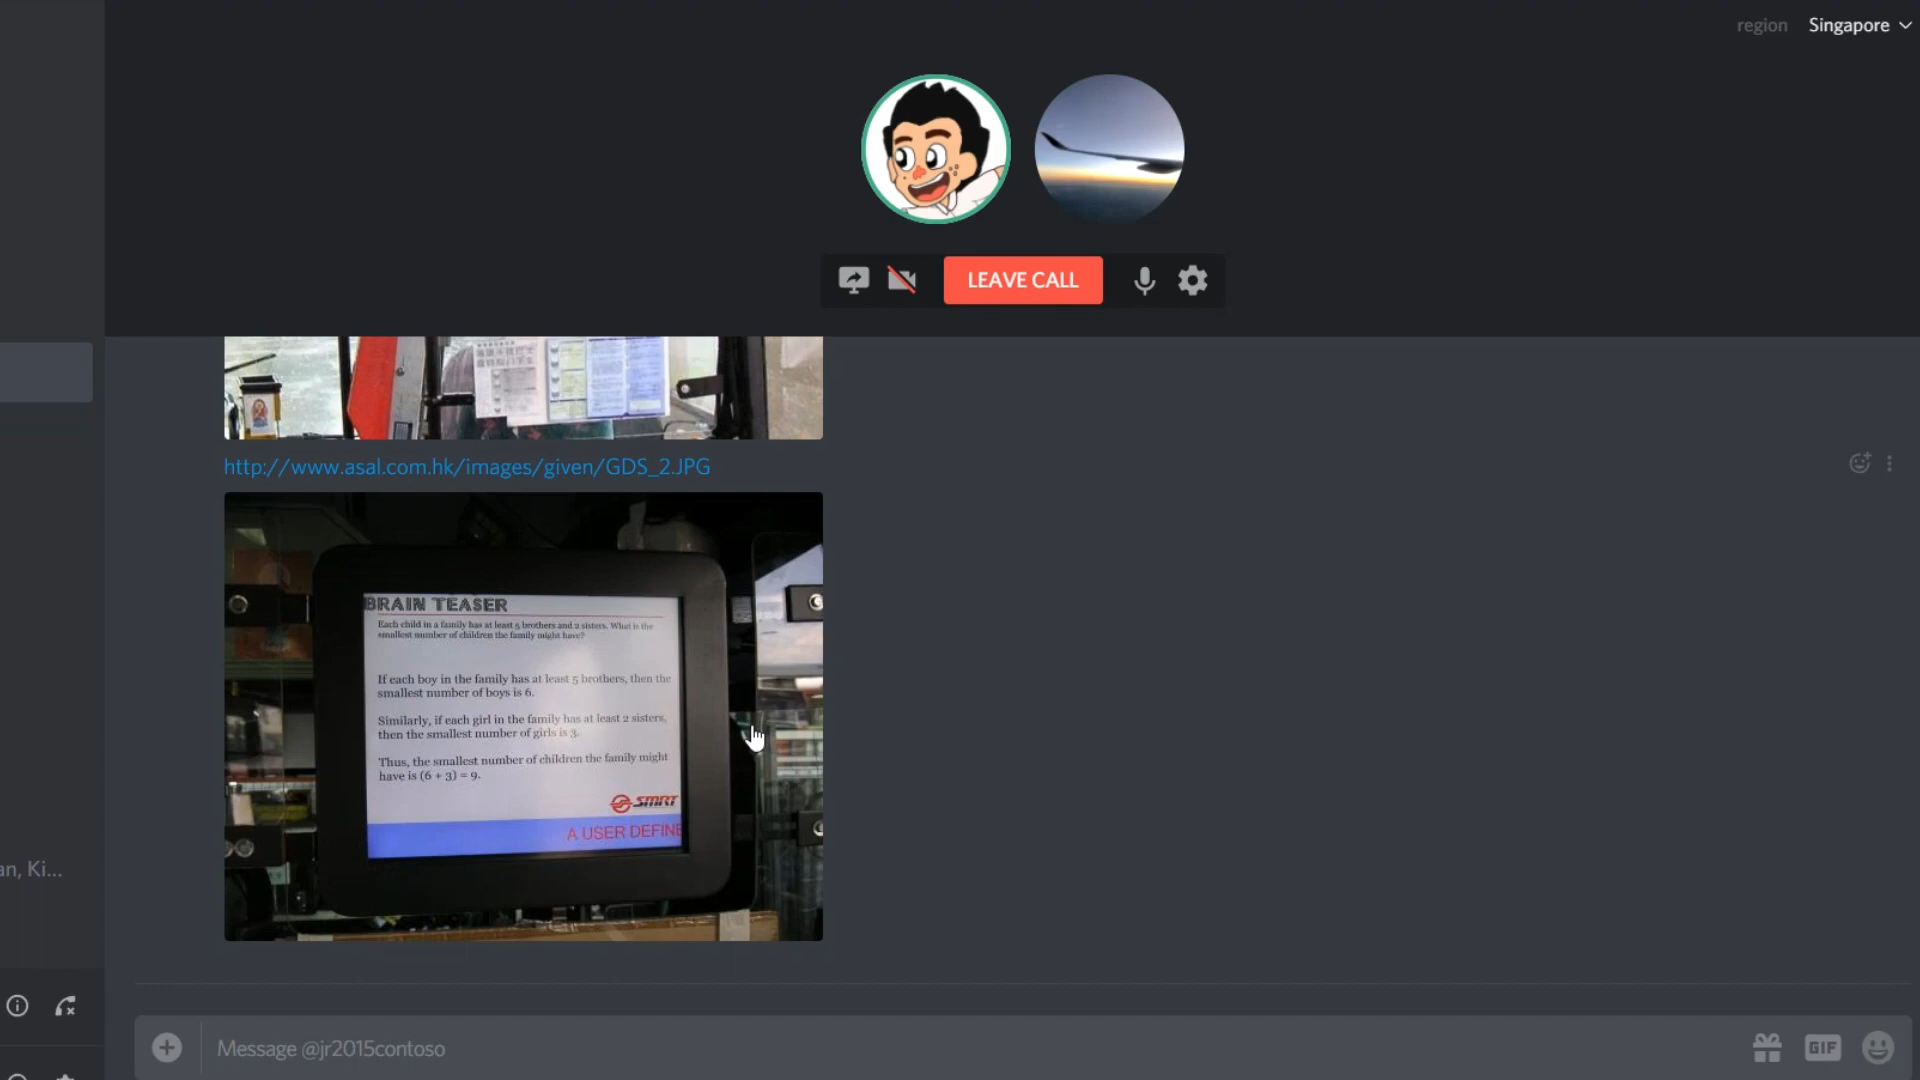 region Singapore
LEAVE CALL
http://www.asal.com.hk/images/given/GDS_2.JPG
BRAIN TEASER
Each child in a family has at least 5 brothers and 2 sisters. What is the
smallest number of children the family might have?
If each boy in the family has at least 5 brothers, then the
smallest number of boys is 6.
Similarly, if each girl in the family has at least 2 sisters,
then the smallest number of girls is 3.
Thus, the smallest number of children the family might
have is (6 + 3) = 9.
SMRT
A USER DEFINE
an, Ki...
Message @jr2015contoso
GIF